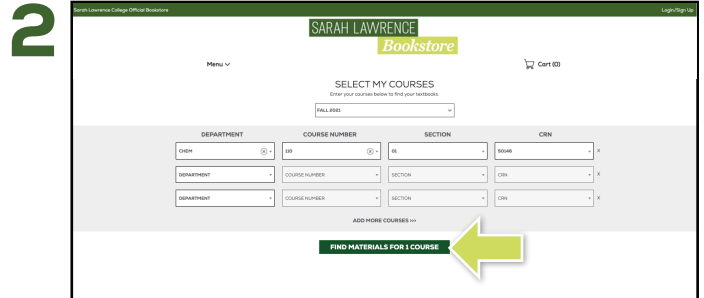 2
Sarah Lawrence College Official Bookstore Login/Sign Up
SARAH LAWRENCE
Bookstore
Menu Cart (0)
SELECT MY COURSES
Enter your courses below to find your textbooks.
FALL 2021
DEPARTMENT COURSE NUMBER SECTION CRN
CHEM X 110 X 01 50146 X
DEPARTMENT COURSE NUMBER SECTION CRN X
DEPARTMENT COURSE NUMBER SECTION CRN X
ADD MORE COURSES >>>
FIND MATERIALS FOR 1 COURSE